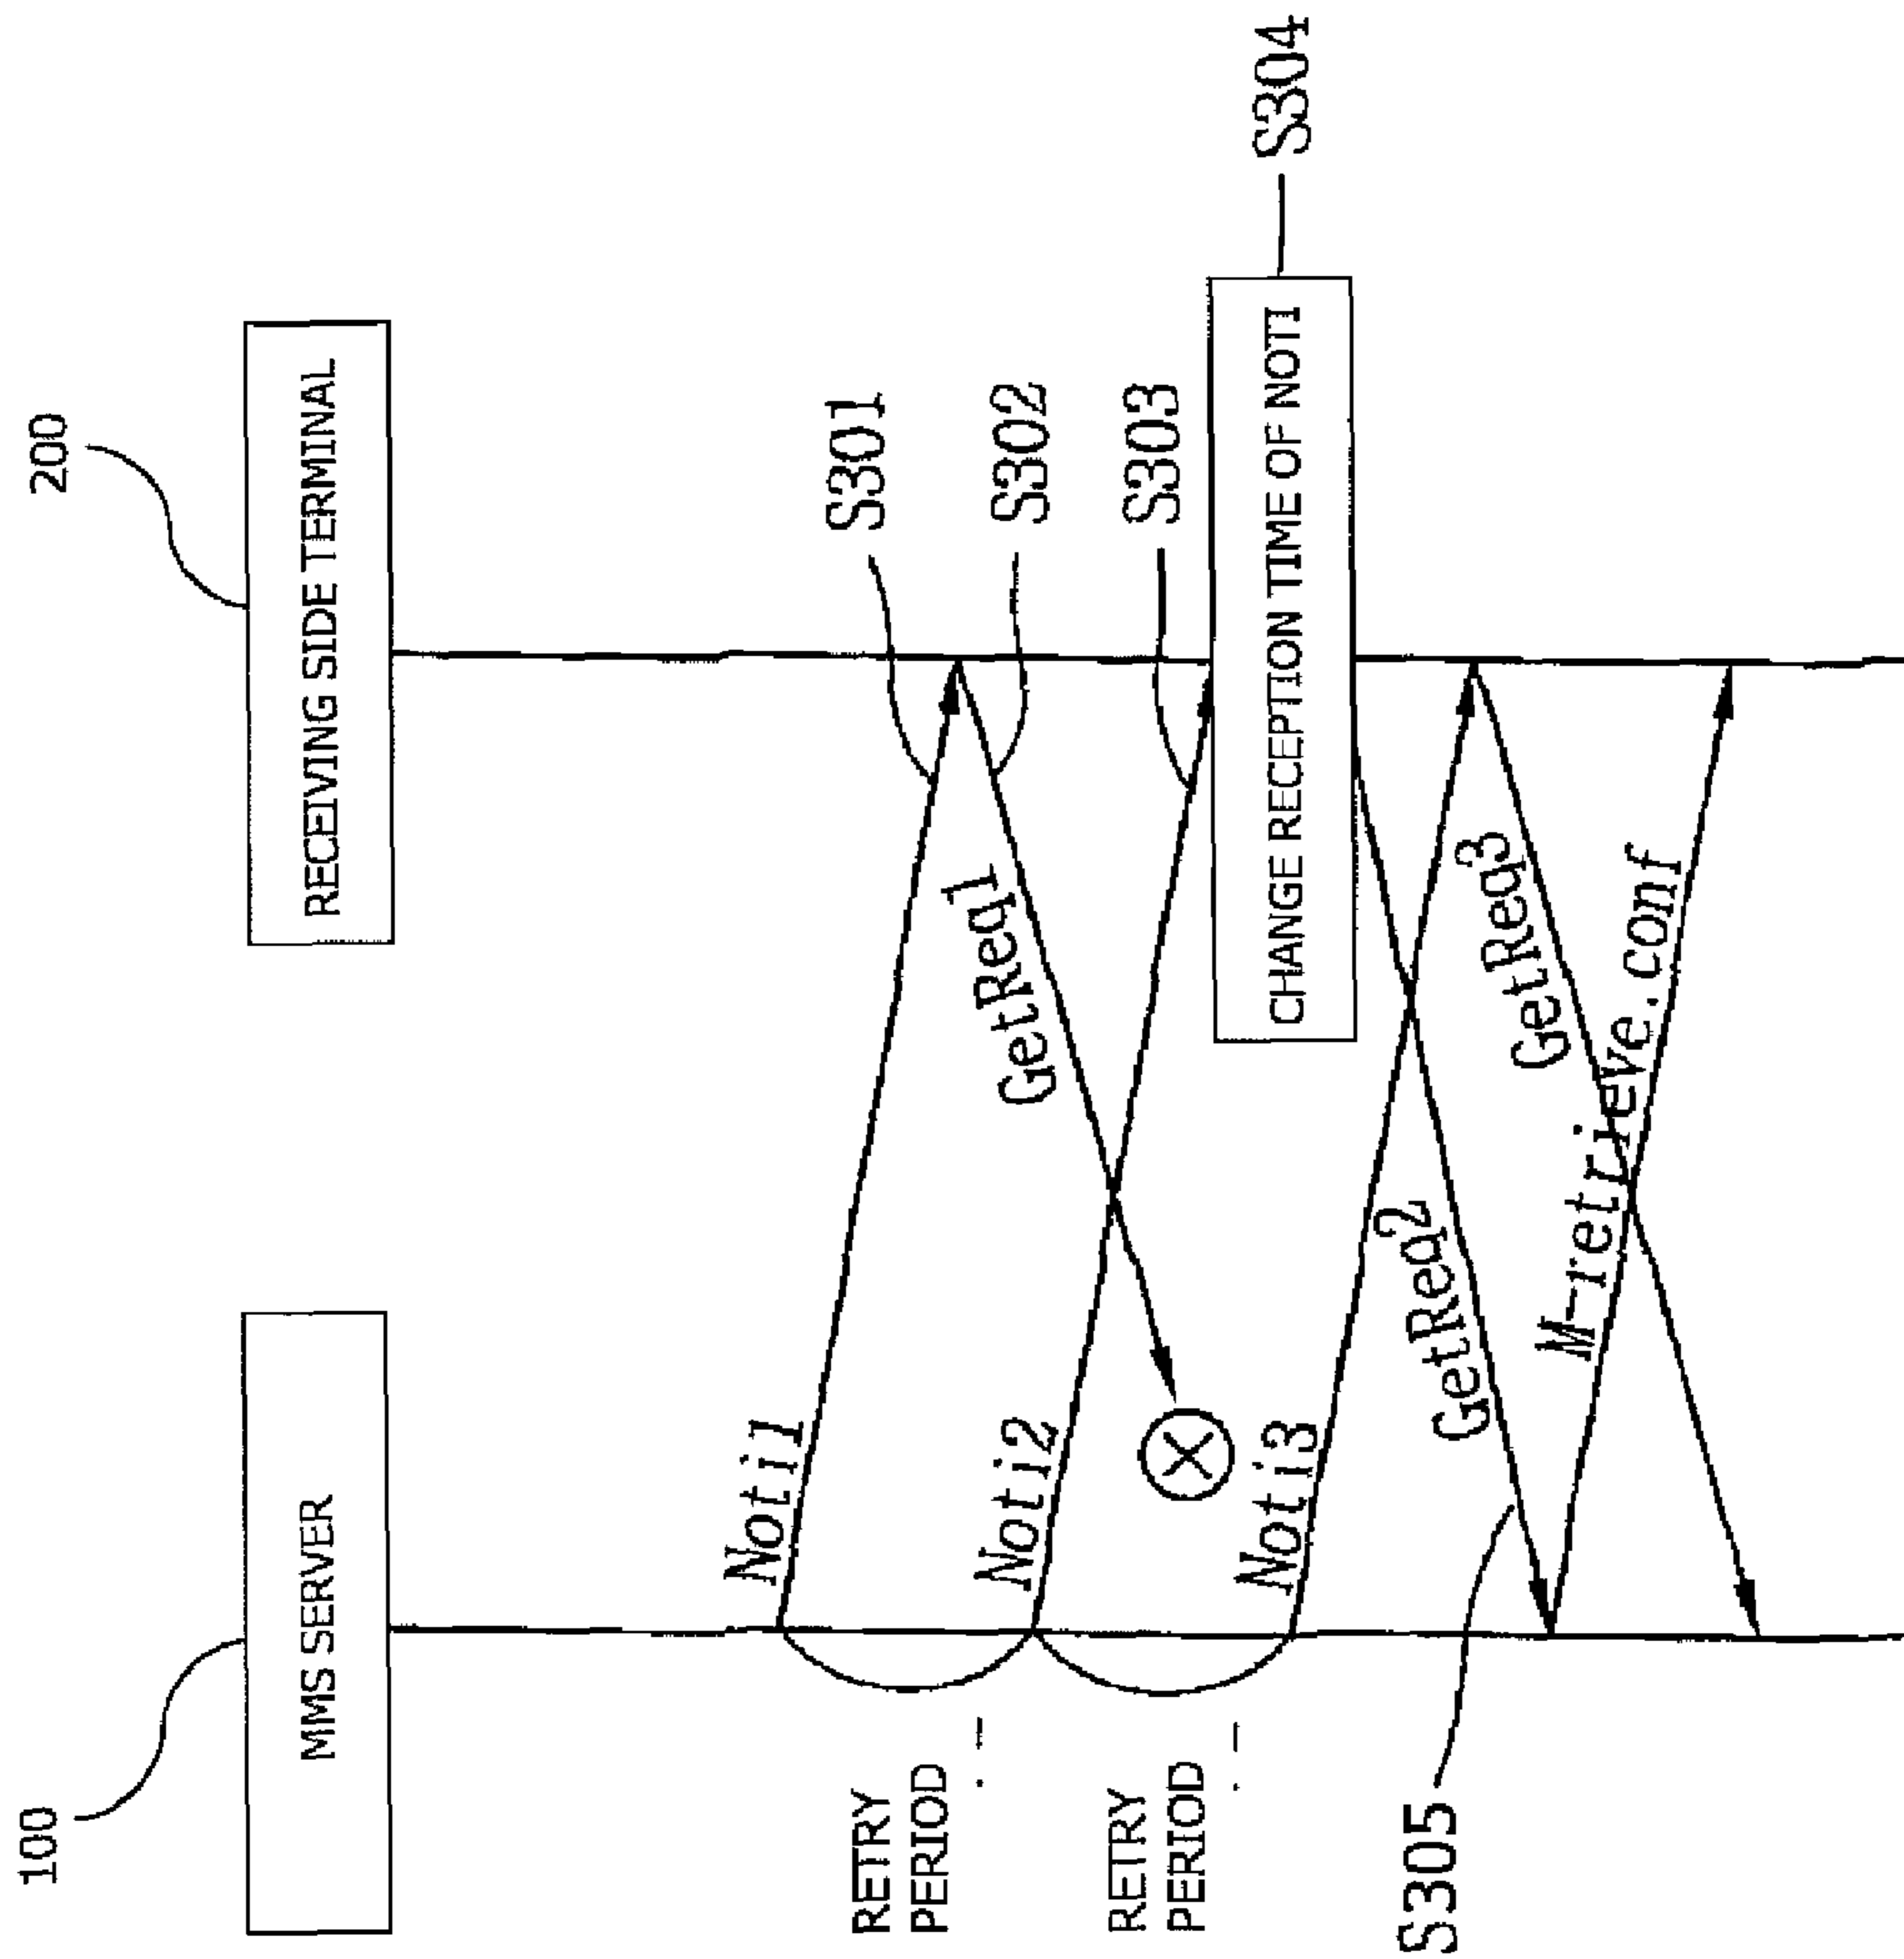 100
MMS SERVER
200
RECEIVING SIDE TERMINAL
Noti1
S301
RETRY
PERIOD
GetReq1
S302
Noti2
S303
RETRY
PERIOD
CHANGE RECEPTION TIME OF NOTI
S304
Noti3
GetReq2
S305
GetReq3
M-retrieve.conf